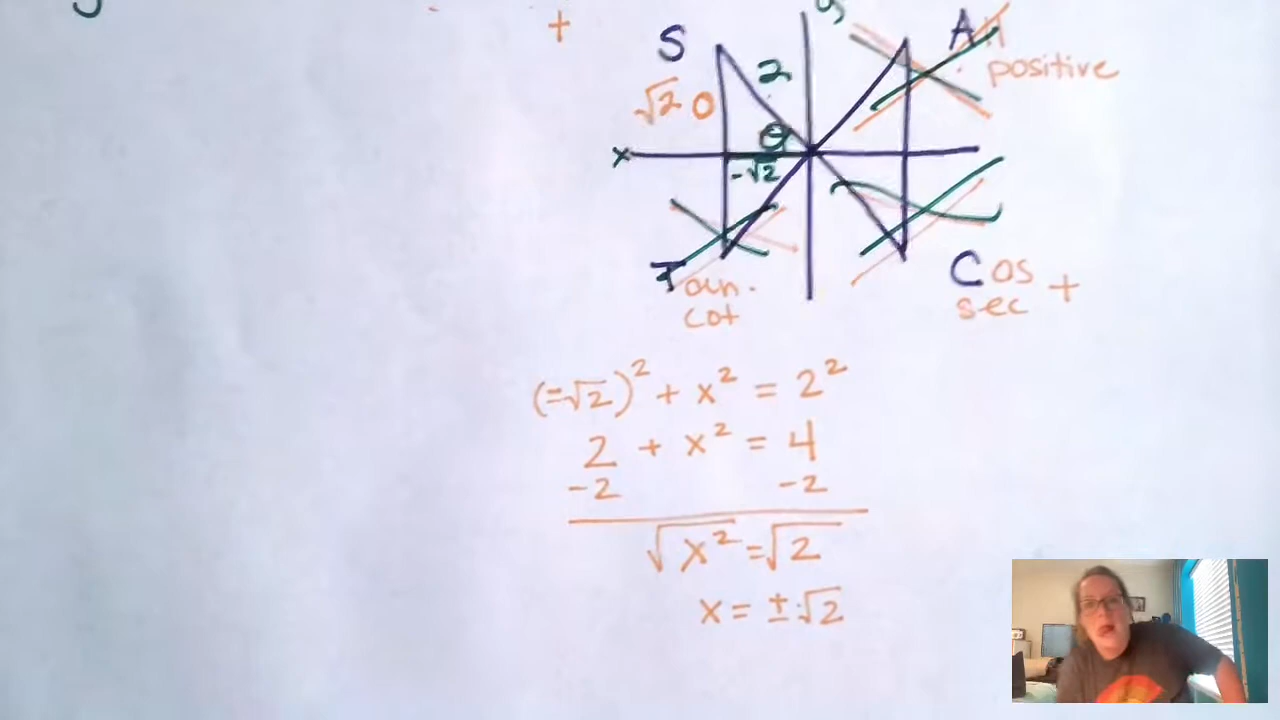 +
y
S
2
A
All
positive
√2 O
θ
x
-√2
Tan.
cot
Cos
sec +
(-√2)² + x² = 2²
2 + x² = 4
-2 -2
√x² = √2
x = ±√2